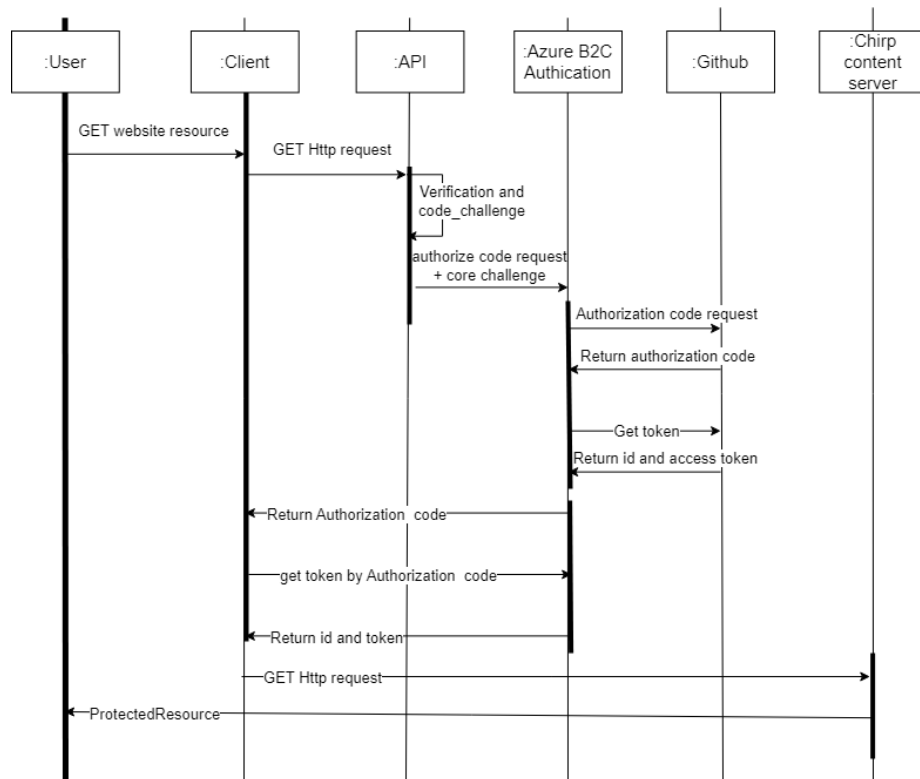 :User
:Client
:API
:Azure B2C
Authication
:Github
:Chirp
content
server
GET website resource
GET Http request
Verification and
code_challenge
authorize code request
+ core challenge
Authorization code request
Return authorization code
Get token
Return id and access token
Return Authorization code
get token by Authorization code
Return id and token
GET Http request
ProtectedResource